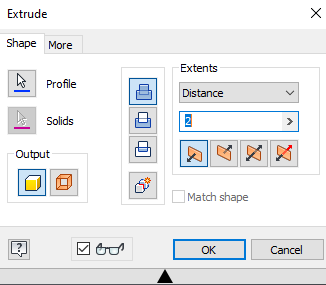 Extrude
Shape
More
Profile
Solids
Output
Extents
Distance
2
Match shape
?
OK
Cancel